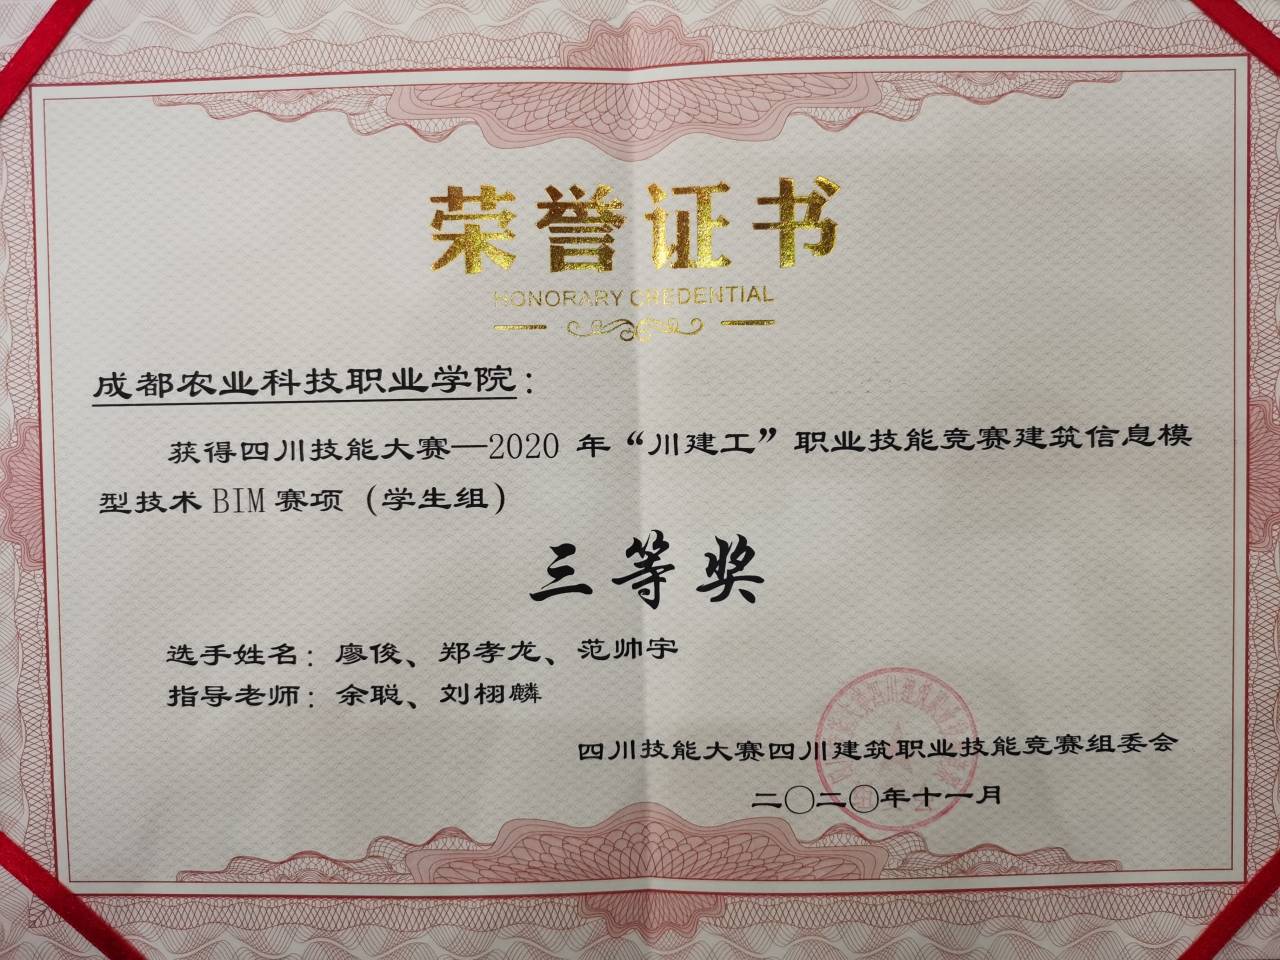 荣誉证书
HONORARY CREDENTIAL
成都农业科技职业学院：
获得四川技能大赛—2020 年“川建工”职业技能竞赛建筑信息模
型技术 BIM 赛项（学生组）
三等奖
选手姓名：廖俊、郑孝龙、范帅宇
指导老师：余聪、刘栩麟
四川技能大赛四川建筑职业技能竞赛组委会
二〇二〇年十一月